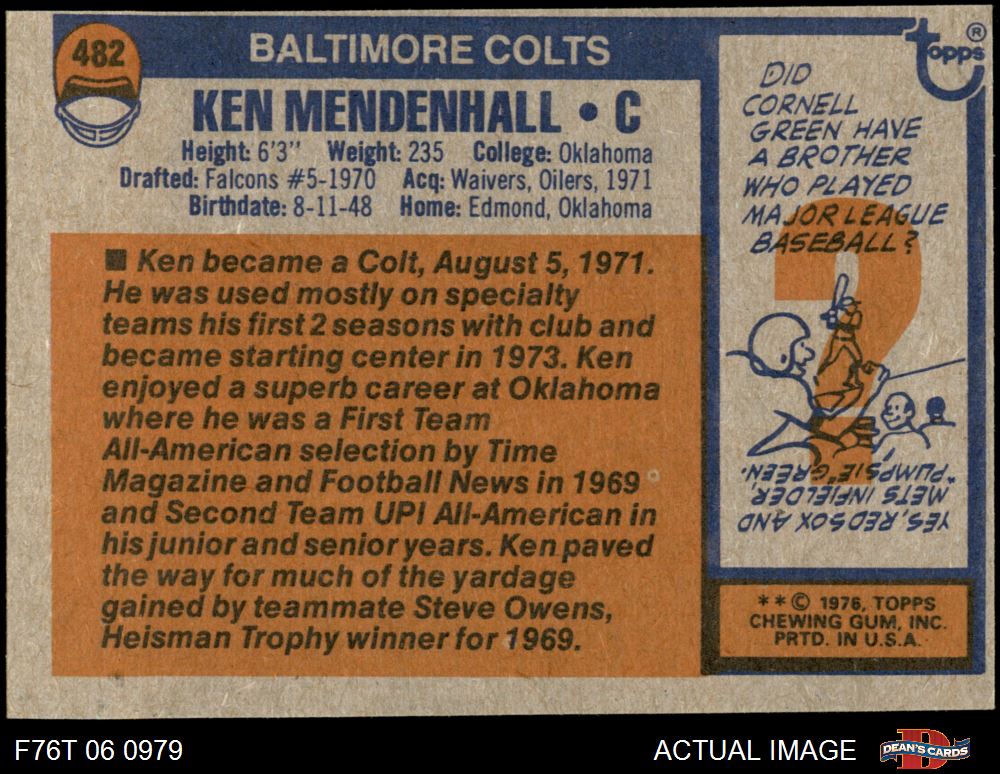 482
BALTIMORE COLTS
KEN MENDENHALL • C
Height: 6'3" Weight: 235 College: Oklahoma
Drafted: Falcons #5-1970 Acq: Waivers, Oilers, 1971
Birthdate: 8-11-48 Home: Edmond, Oklahoma
■ Ken became a Colt, August 5, 1971.
He was used mostly on specialty
teams his first 2 seasons with club and
became starting center in 1973. Ken
enjoyed a superb career at Oklahoma
where he was a First Team
All-American selection by Time
Magazine and Football News in 1969
and Second Team UPI All-American in
his junior and senior years. Ken paved
the way for much of the yardage
gained by teammate Steve Owens,
Heisman Trophy winner for 1969.
Topps®
DID
CORNELL
GREEN HAVE
A BROTHER
WHO PLAYED
MAJOR LEAGUE
BASEBALL?
?
YES, RED SOX AND
METS INFIELDER,
"PUMPSIE" GREEN.
**© 1976, TOPPS
CHEWING GUM, INC.
PRTD. IN U.S.A.
F76T 06 0979
ACTUAL IMAGE
DEAN'S CARDS